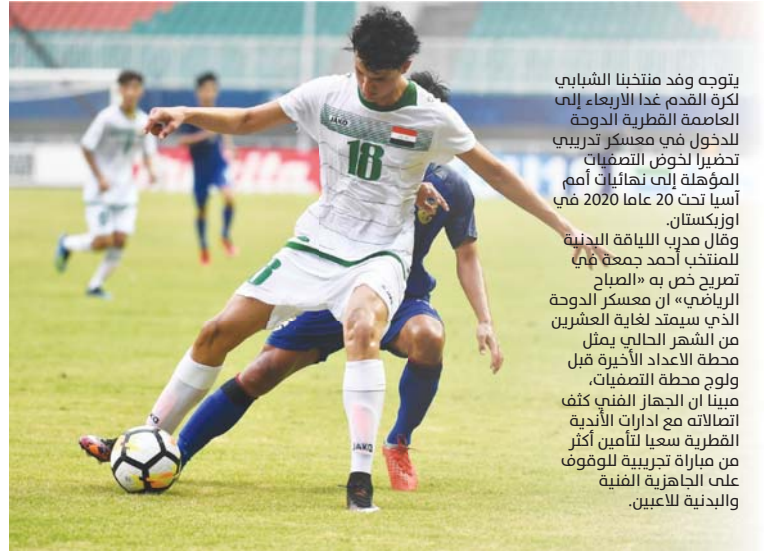 يتوجه وفد منتخبنا الشبابي
لكرة القدم غدا الاربعاء إلى
العاصمة القطرية الدوحة
للدخول في معسكر تدريبي
تحضيرا لخوض التصفيات
المؤهلة إلى نهائيات أمم
آسيا تحت 20 عاما 2020 في
اوزبكستان.
وقال مدرب اللياقة البدنية
للمنتخب أحمد جمعة في
تصريح خص به «الصباح
الرياضي» ان معسكر الدوحة
الذي سيمتد لغاية العشرين
من الشهر الحالي يمثل
محطة الاعداد الأخيرة قبل
ولوج محطة التصفيات،
مبينا ان الجهاز الفني كثف
اتصالاته مع ادارات الأندية
القطرية سعيا لتأمين أكثر
من مباراة تجريبية للوقوف
على الجاهزية الفنية
والبدنية للاعبين.
JAKO
18
JAKO